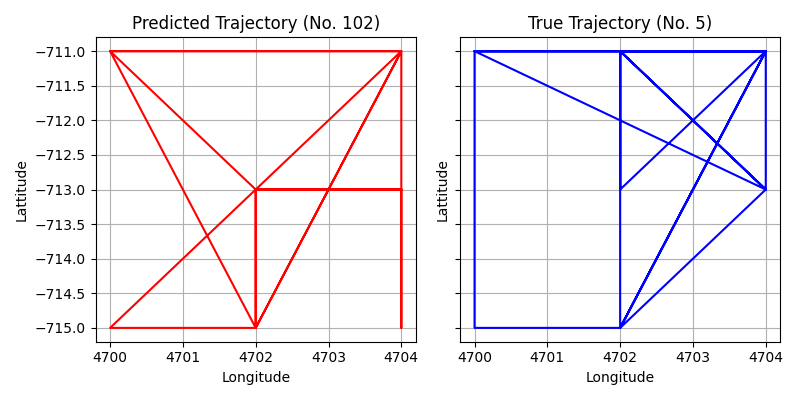 Predicted Trajectory (No. 102)
True Trajectory (No. 5)
−711.0
−711.5
−712.0
−712.5
−713.0
−713.5
−714.0
−714.5
−715.0
Lattitude
Lattitude
4700 4701 4702 4703 4704
4700 4701 4702 4703 4704
Longitude
Longitude